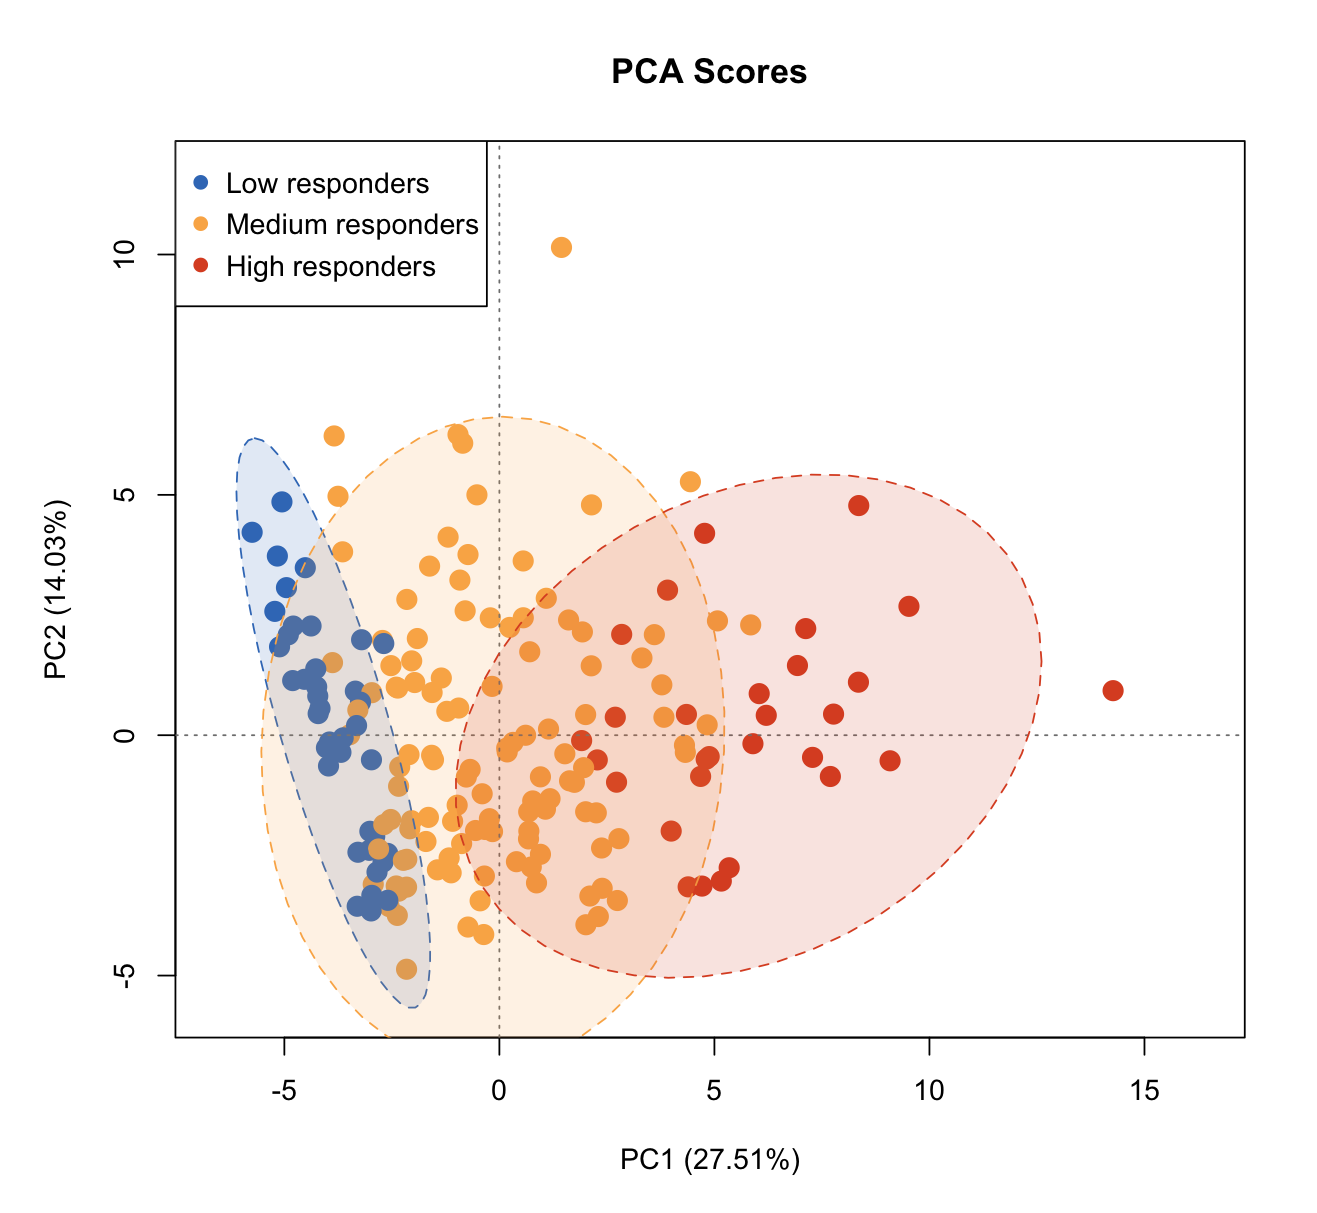 PCA Scores
Low responders
Medium responders
High responders
10
5
0
-5
PC2 (14.03%)
-5
0
5
10
15
PC1 (27.51%)